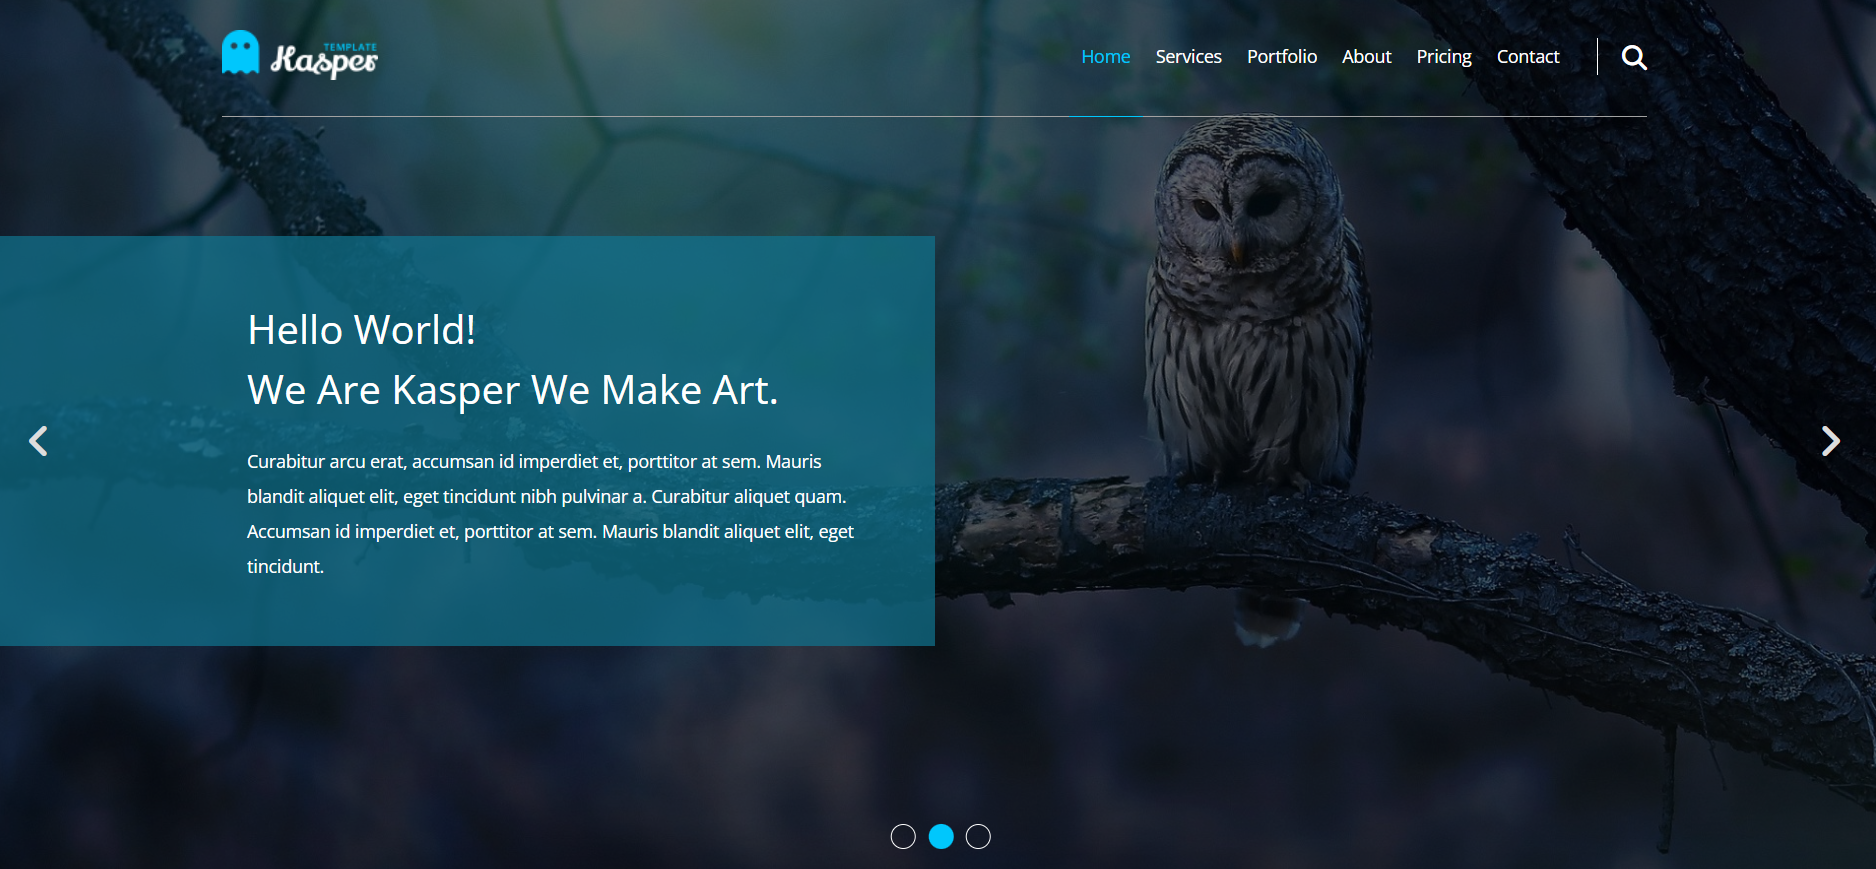 TEMPLATE
Kasper
Home Services Portfolio About Pricing Contact
Hello World!
We Are Kasper We Make Art.
Curabitur arcu erat, accumsan id imperdiet et, porttitor at sem. Mauris
blandit aliquet elit, eget tincidunt nibh pulvinar a. Curabitur aliquet quam.
Accumsan id imperdiet et, porttitor at sem. Mauris blandit aliquet elit, eget
tincidunt.